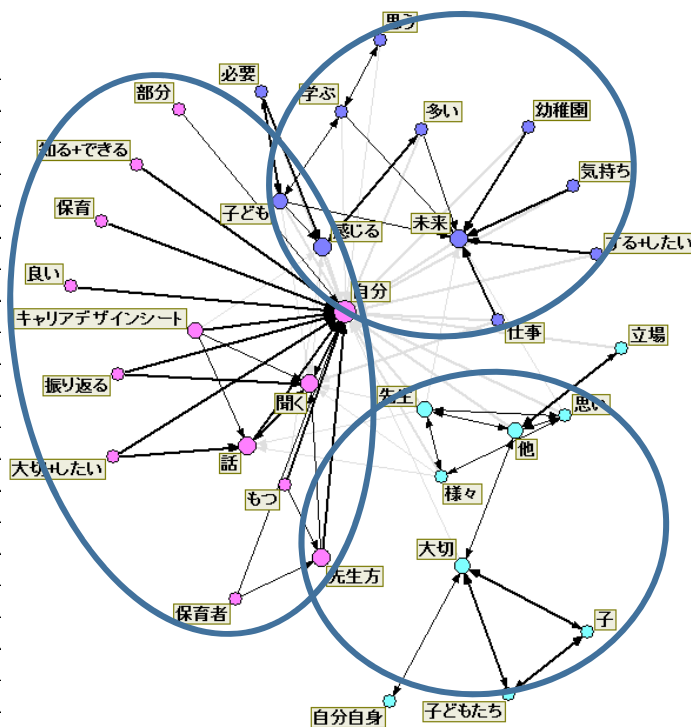 思う
必要
学ぶ
部分
多い
幼稚園
知る+できる
気持ち
保育
子ども
感じる
未来
する+したい
良い
自分
キャリアデザインシート
仕事
立場
振り返る
聞く
先生
思い
他
大切+したい
話
もつ
様々
大切
先生方
保育者
子
自分自身
子どもたち